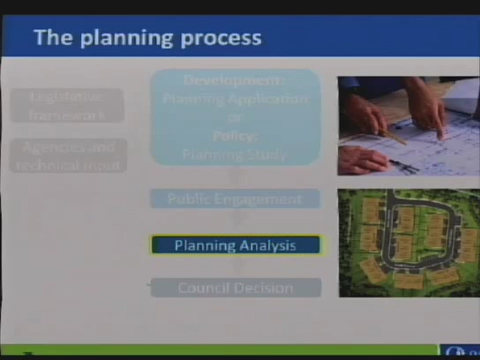 The planning process
Legislative
framework
Agencies and
technical input
Development:
Planning Application
or
Policy:
Planning Study
Public Engagement
Planning Analysis
Council Decision